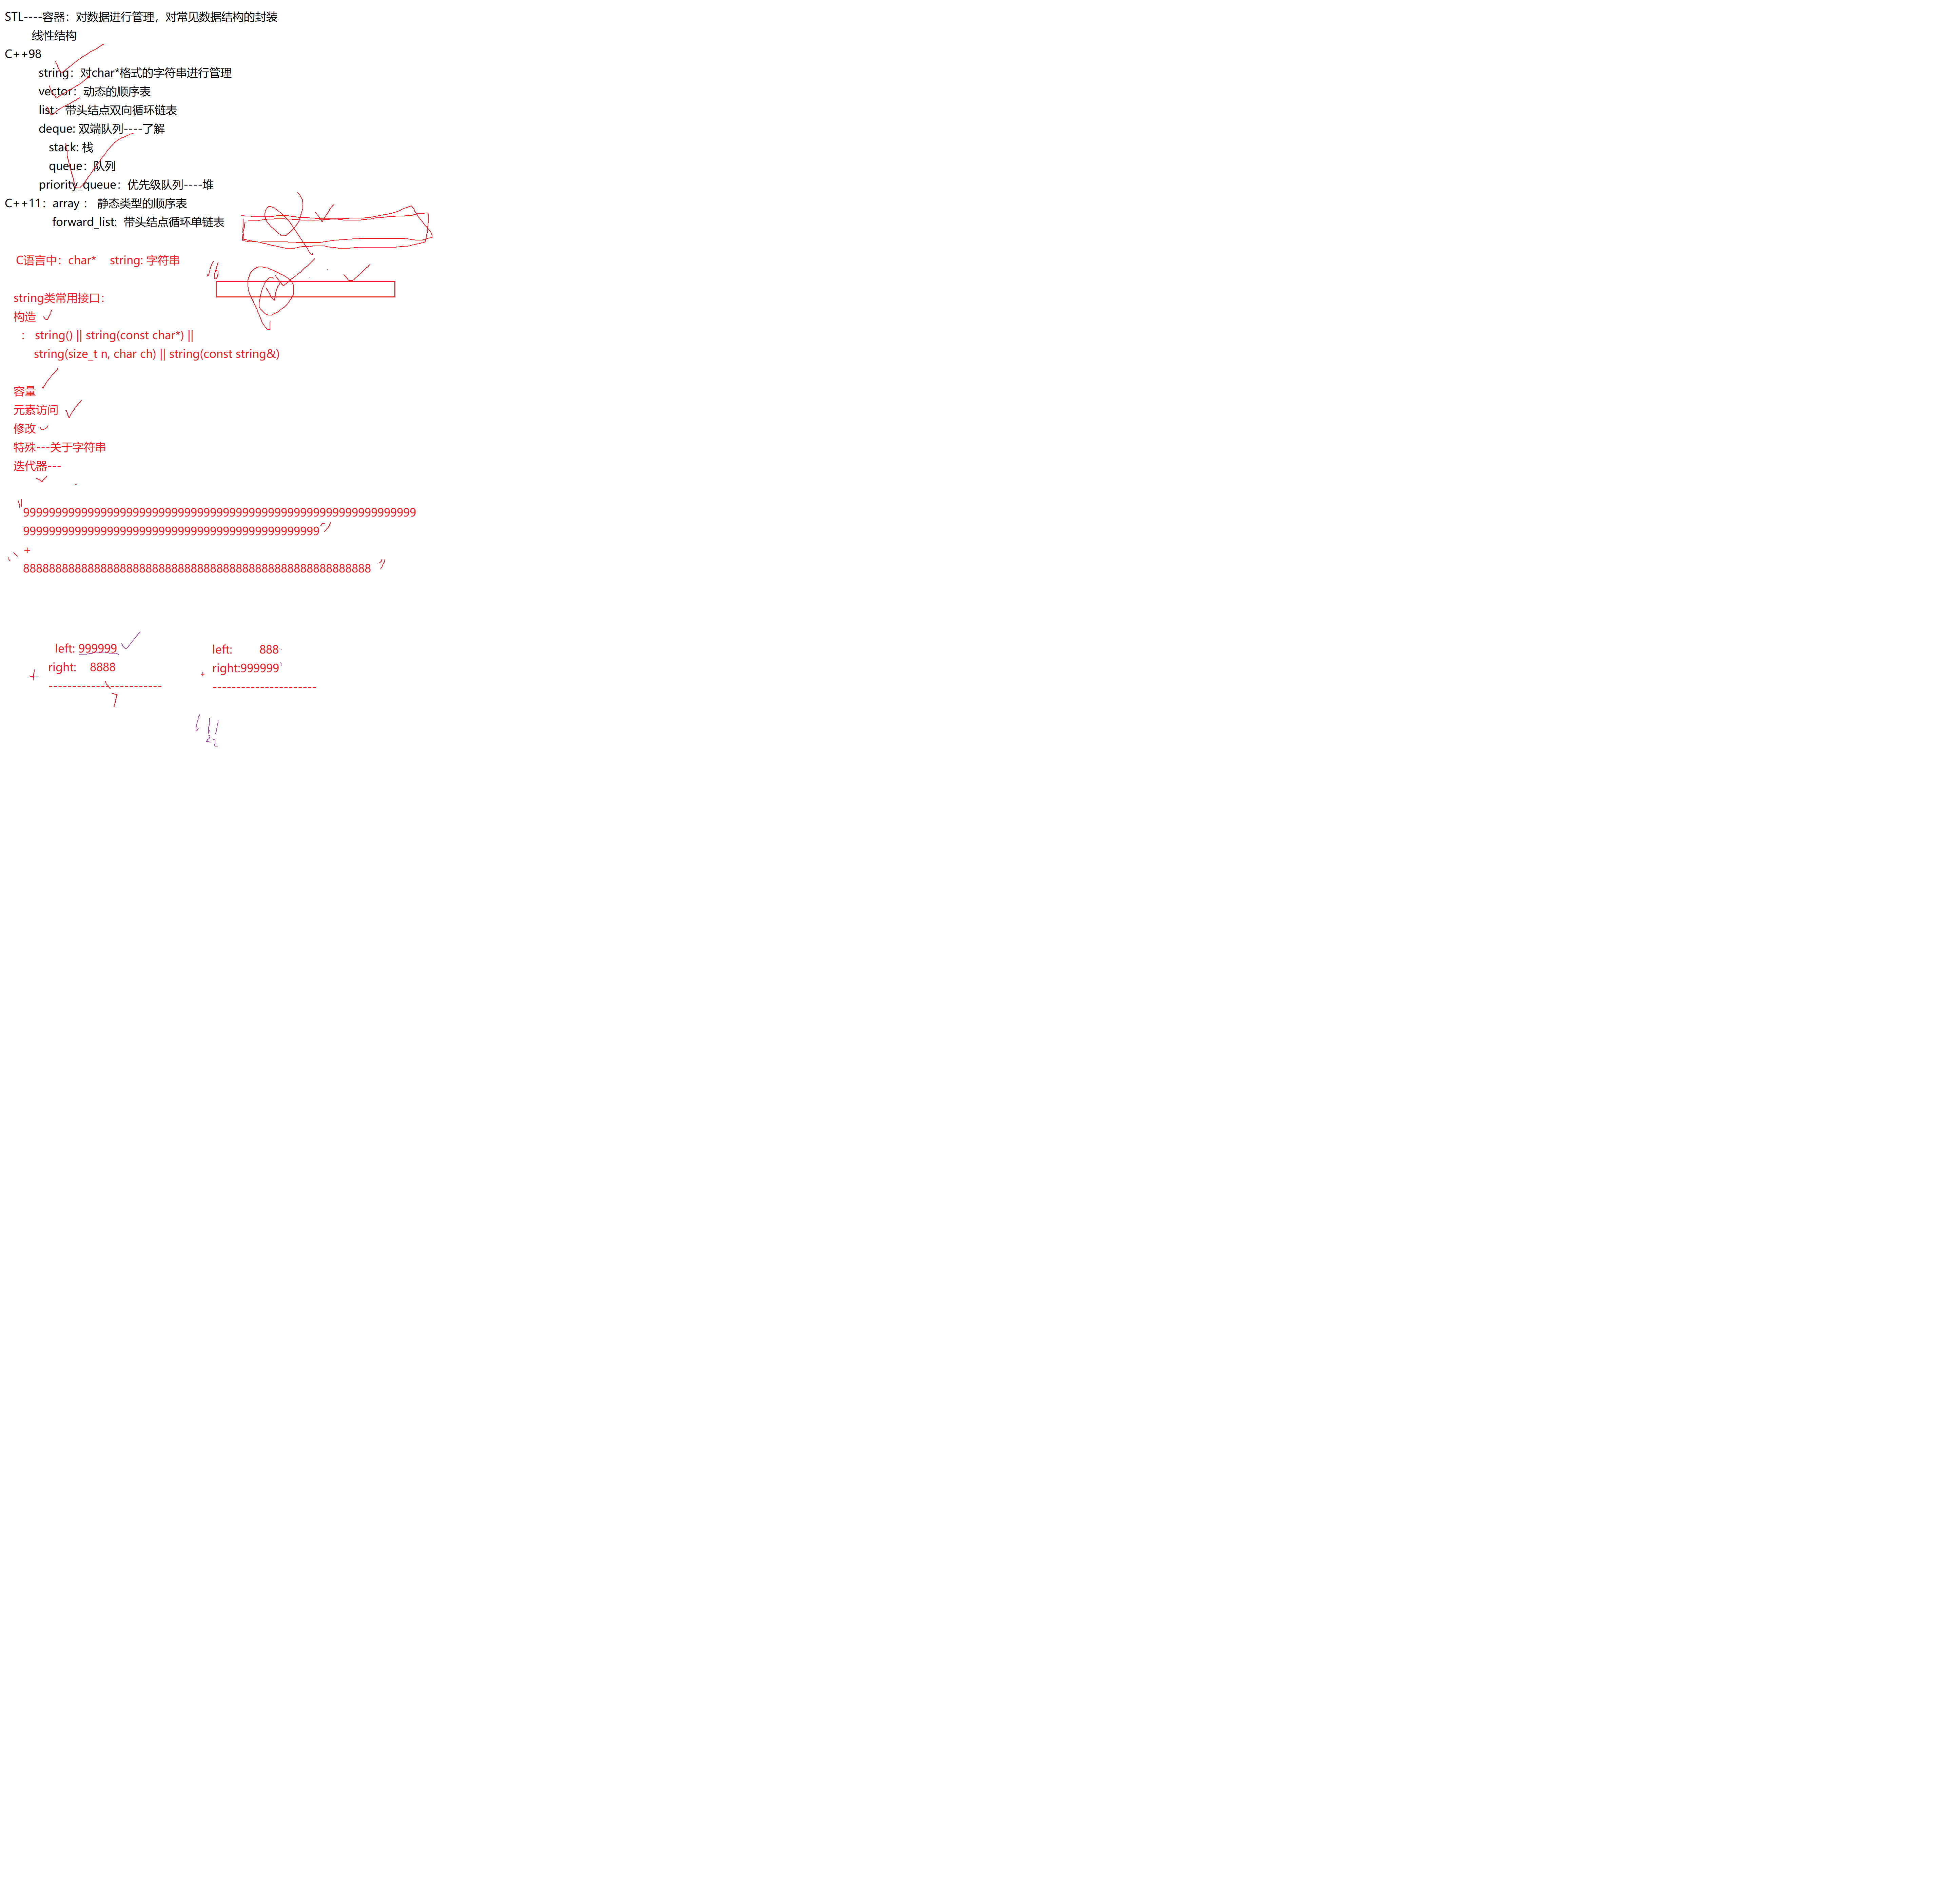 STL----容器：对数据进行管理，对常见数据结构的封装
线性结构
C++98
string：对char*格式的字符串进行管理
vector：动态的顺序表
list：带头结点双向循环链表
deque: 双端队列----了解
stack: 栈
queue：队列
priority_queue：优先级队列----堆
C++11：array ： 静态类型的顺序表
forward_list: 带头结点循环单链表
C语言中：char* string: 字符串
string类常用接口：
构造
： string() || string(const char*) ||
string(size_t n, char ch) || string(const string&)
容量
元素访问
修改
特殊---关于字符串
迭代器---
+
left: 999999
right: 8888
+
-------------------------
7
left: 888
right:999999
+
-----------------------